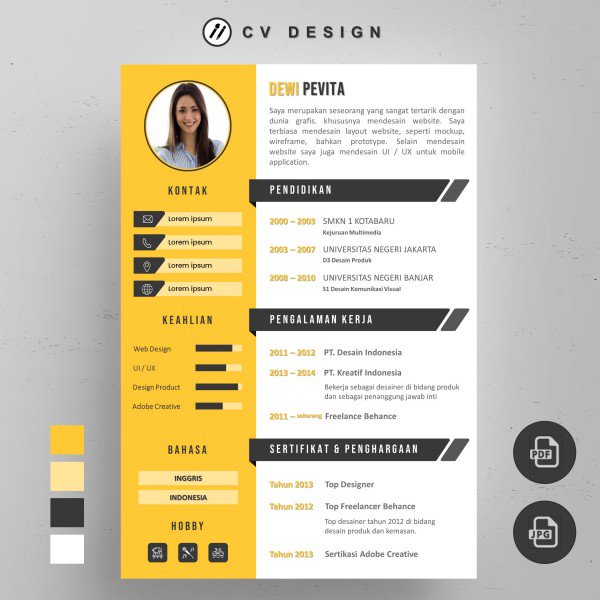 CV DESIGN
DEWI PEVITA
Saya merupakan seseorang yang sangat tertarik dengan
dunia grafis. khususnya mendesain website. Saya
terbiasa mendesain layout website, seperti mockup,
wireframe, bahkan prototype. Selain mendesain
website saya juga mendesain UI / UX untuk mobile
application.
KONTAK
Lorem ipsum
Lorem ipsum
Lorem ipsum
Lorem ipsum
KEAHLIAN
Web Design
UI / UX
Design Product
Adobe Creative
BAHASA
INGGRIS
INDONESIA
HOBBY
PENDIDIKAN
2000 – 2003 SMKN 1 KOTABARU
Kejuruan Multimedia
2003 – 2007 UNIVERSITAS NEGERI JAKARTA
D3 Desain Produk
2008 – 2010 UNIVERSITAS NEGERI BANJAR
S1 Desain Komunikasi Visual
PENGALAMAN KERJA
2011 – 2012 PT. Desain Indonesia
2013 – 2014 PT. Kreatif Indonesia
Bekerja sebagai desainer di bidang produk
dan sebagai penanggung jawab inti
2011 – sekarang Freelance Behance
SERTIFIKAT & PENGHARGAAN
Tahun 2013 Top Designer
Tahun 2012 Top Freelancer Behance
Top desainer tahun 2012 di bidang
desain produk dan kemasan.
Tahun 2013 Sertikasi Adobe Creative
PDF
JPG